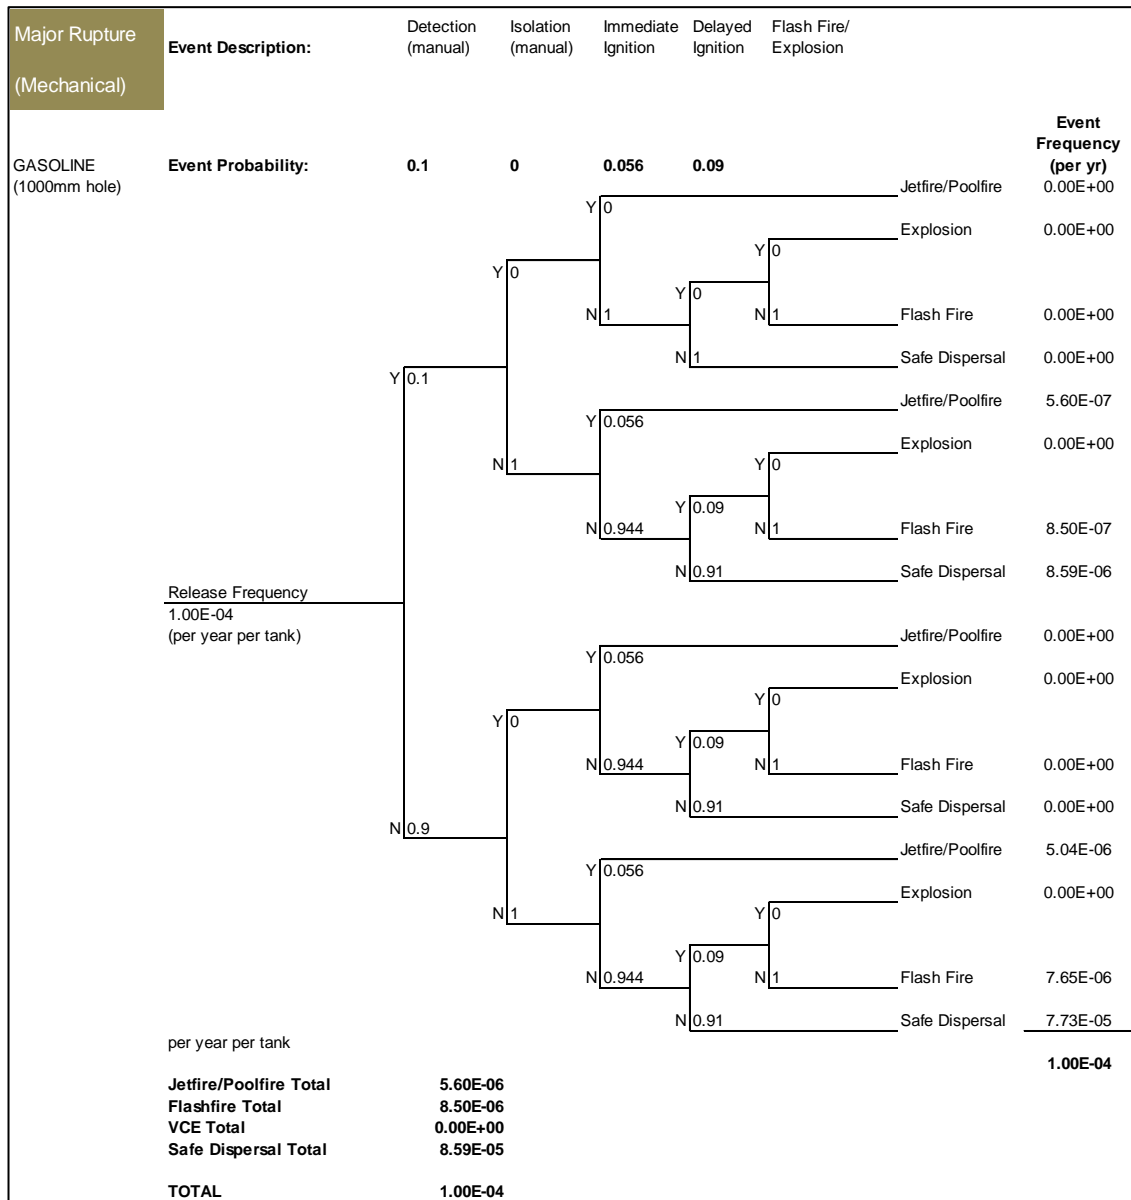 Major Rupture
(Mechanical)
Event Description:
Detection (manual)
Isolation (manual)
Immediate Ignition
Delayed Ignition
Flash Fire/ Explosion
Event Frequency (per yr)
GASOLINE
(1000mm hole)
Event Probability: 0.1 0 0.056 0.09
Jetfire/Poolfire 0.00E+00
Y 0
Explosion 0.00E+00
Y 0
Y 0
Y 0
N 1
N 1
Flash Fire 0.00E+00
N 1
Safe Dispersal 0.00E+00
Y 0.1
Jetfire/Poolfire 5.60E-07
Y 0.056
Explosion 0.00E+00
N 1
Y 0
Y 0.09
N 0.944
N 1
Flash Fire 8.50E-07
N 0.91
Safe Dispersal 8.59E-06
Release Frequency
1.00E-04
(per year per tank)
Jetfire/Poolfire 0.00E+00
Y 0.056
Explosion 0.00E+00
Y 0
Y 0
Y 0.09
N 0.944
N 1
Flash Fire 0.00E+00
N 0.91
Safe Dispersal 0.00E+00
N 0.9
Jetfire/Poolfire 5.04E-06
Y 0.056
Explosion 0.00E+00
N 1
Y 0
Y 0.09
N 0.944
N 1
Flash Fire 7.65E-06
N 0.91
Safe Dispersal 7.73E-05
per year per tank
1.00E-04
Jetfire/Poolfire Total 5.60E-06
Flashfire Total 8.50E-06
VCE Total 0.00E+00
Safe Dispersal Total 8.59E-05
TOTAL 1.00E-04